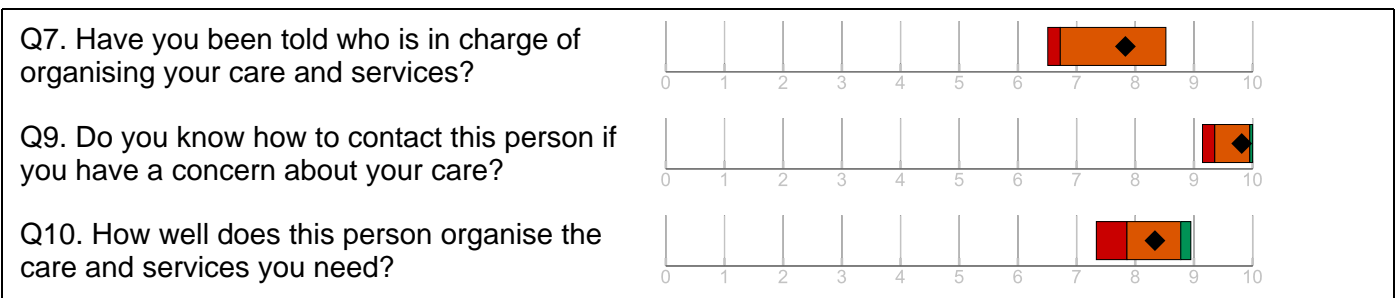 Q7. Have you been told who is in charge of
organising your care and services?
0 1 2 3 4 5 6 7 8 9 10
Q9. Do you know how to contact this person if
you have a concern about your care?
0 1 2 3 4 5 6 7 8 9 10
Q10. How well does this person organise the
care and services you need?
0 1 2 3 4 5 6 7 8 9 10